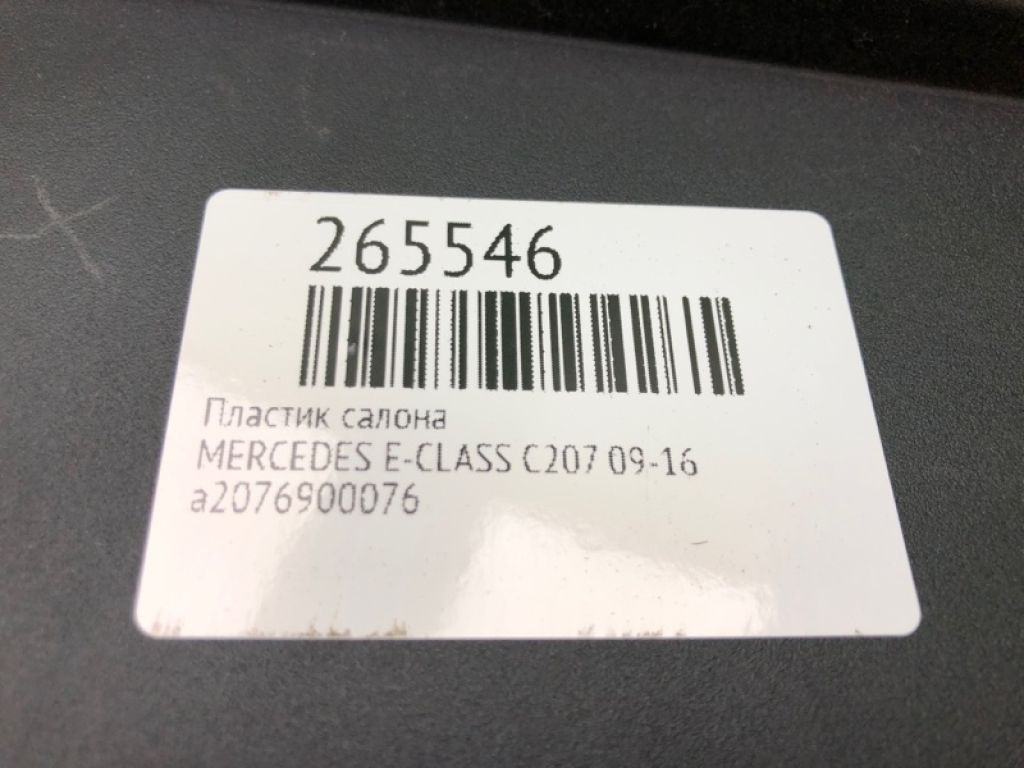 265546
Пластик салона
MERCEDES E-CLASS C207 09-16
a2076900076